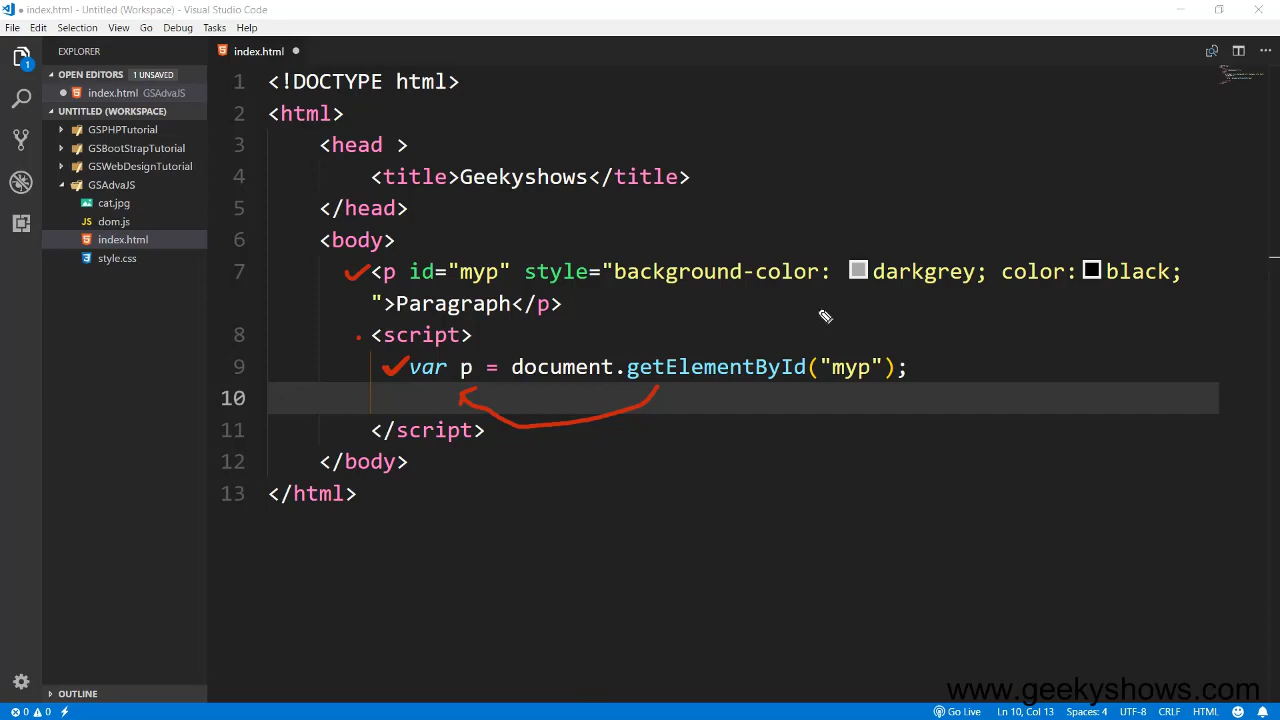 index.html - Untitled (Workspace) - Visual Studio Code
File Edit Selection View Go Debug Tasks Help
EXPLORER
index.html
OPEN EDITORS 1 UNSAVED
index.html GSAdvaJS
UNTITLED (WORKSPACE)
GSPHPTutorial
GSBootStrapTutorial
GSWebDesignTutorial
GSAdvaJS
cat.jpg
JS dom.js
index.html
style.css
OUTLINE
1 <!DOCTYPE html>
2 <html>
3 <head >
4 <title>Geekyshows</title>
5 </head>
6 <body>
7 <p id="myp" style="background-color: darkgrey; color: black;
">Paragraph</p>
8 <script>
9 var p = document.getElementById("myp");
10
11 </script>
12 </body>
13 </html>
www.geekyshows.com
0 0 Go Live Ln 10, Col 13 Spaces: 4 UTF-8 CRLF HTML
1